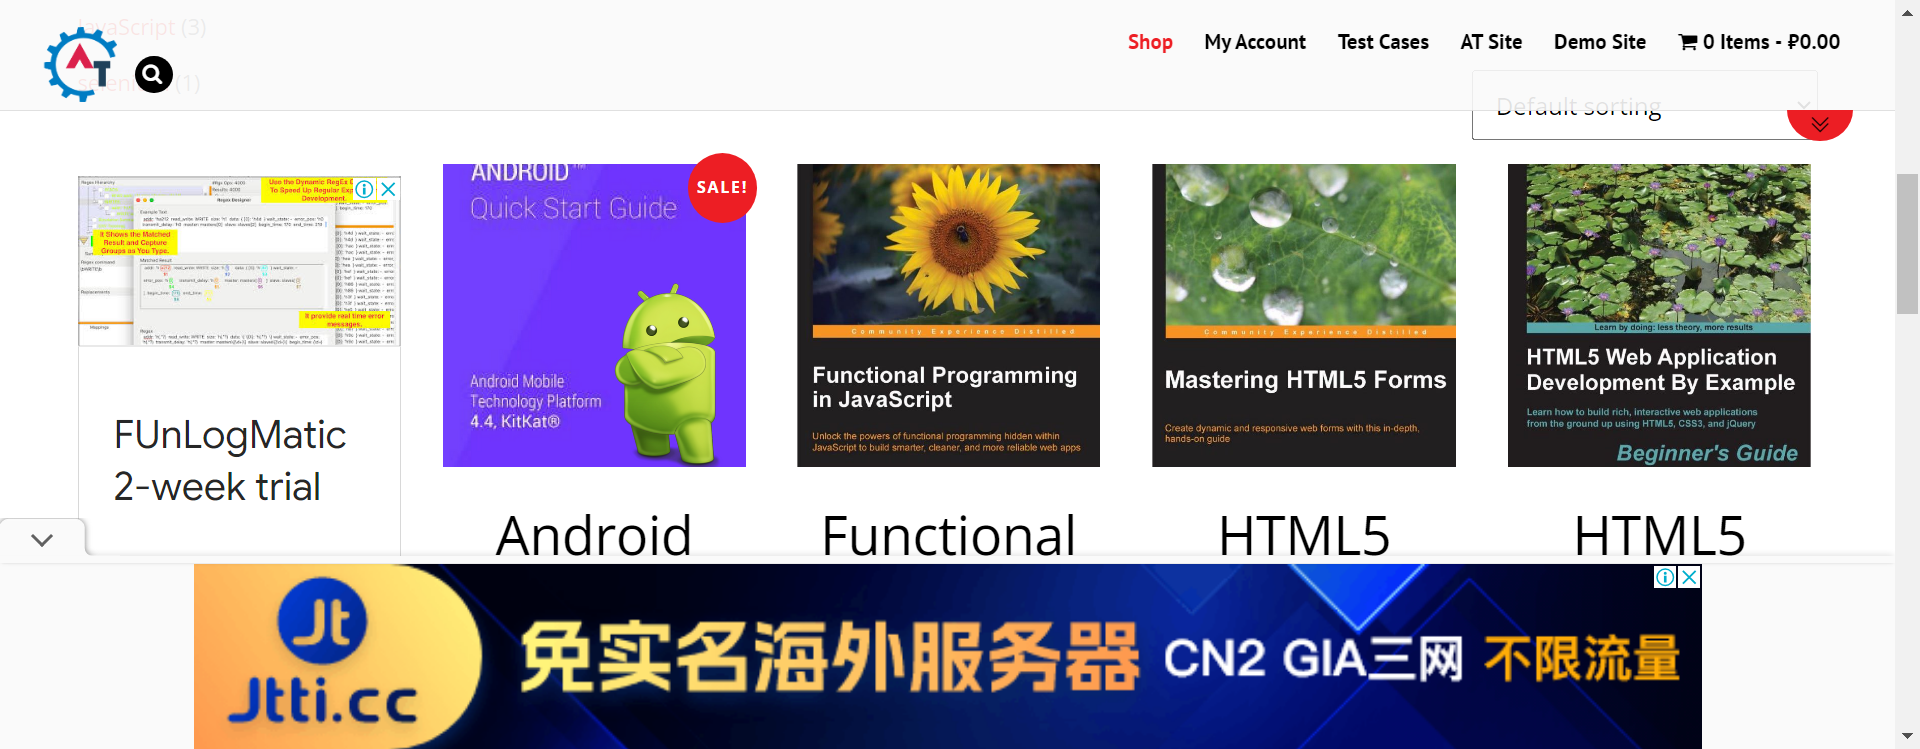 JavaScript (3)
selenium (1)
AT
Shop
My Account
Test Cases
AT Site
Demo Site
0 Items - ₽0.00
Default sorting
Use the Dynamic RegEx D
To Speed Up Regular Exp
Development.
Regex Designer
It Shows the Matched
Result and Capture
Groups as You Type.
It provide real time error
messages.
FUnLogMatic
2-week trial
SALE!
ANDROID™
Quick Start Guide
Android Mobile
Technology Platform
4.4, KitKat®
Android
Community Experience Distilled
Functional Programming
in JavaScript
Unlock the powers of functional programming hidden within
JavaScript to build smarter, cleaner, and more reliable web apps
Functional
Community Experience Distilled
Mastering HTML5 Forms
Create dynamic and responsive web forms with this in-depth,
hands-on guide
HTML5
Learn by doing: less theory, more results
HTML5 Web Application
Development By Example
Learn how to build rich, interactive web applications
from the ground up using HTML5, CSS3, and jQuery
Beginner's Guide
HTML5
Jt
Jtti.cc
免实名海外服务器
CN2 GIA三网
不限流量